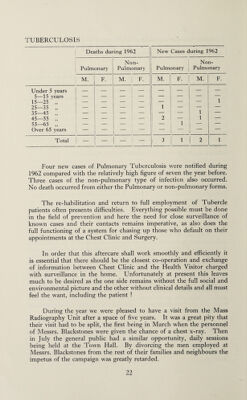 TUBERCULOSIS
Deaths during 1962 New Cases during 1962
Pulmonary Non-Pulmonary Pulmonary Non-Pulmonary
M. F. M. F. M. F. M. F.
Under 5 years — — — — — — — —
5—15 years — — — — — — — —
15—25 „ — — — — — — — 1
25—35 „ — — — — 1 — — —
35—45 „ — — — — — — 1 —
45—55 „ — — — — 2 — 1 —
55—65 „ — — — — — 1 — —
Over 65 years — — — — — — — —
Total — — — — 3 1 2 1
Four new cases of Pulmonary Tuberculosis were notified during
1962 compared with the relatively high figure of seven the year before.
Three cases of the non-pulmonary type of infection also occurred.
No death occurred from either the Pulmonary or non-pulmonary forms.
The re-habilitation and return to full employment of Tubercle
patients often presents difficulties. Everything possible must be done
in the field of prevention and here the need for close surveillance of
known cases and their contacts remains imperative, as also does the
full functioning of a system for chasing up those who default on their
appointments at the Chest Clinic and Surgery.
In order that this aftercare shall work smoothly and efficiently it
is essential that there should be the closest co-operation and exchange
of information between Chest Clinic and the Health Visitor charged
with surveillance in the home. Unfortunately at present this leaves
much to be desired as the one side remains without the full social and
environmental picture and the other without clinical details and all must
feel the want, including the patient !
During the year we were pleased to have a visit from the Mass
Radiography Unit after a space of five years. It was a great pity that
their visit had to be split, the first being in March when the personnel
of Messrs. Blackstones were given the chance of a chest x-ray. Then
in July the general public had a similar opportunity, daily sessions
being held at the Town Hall. By divorcing the men employed at
Messrs. Blackstones from the rest of their families and neighbours the
impetus of the campaign was greatly retarded.
22